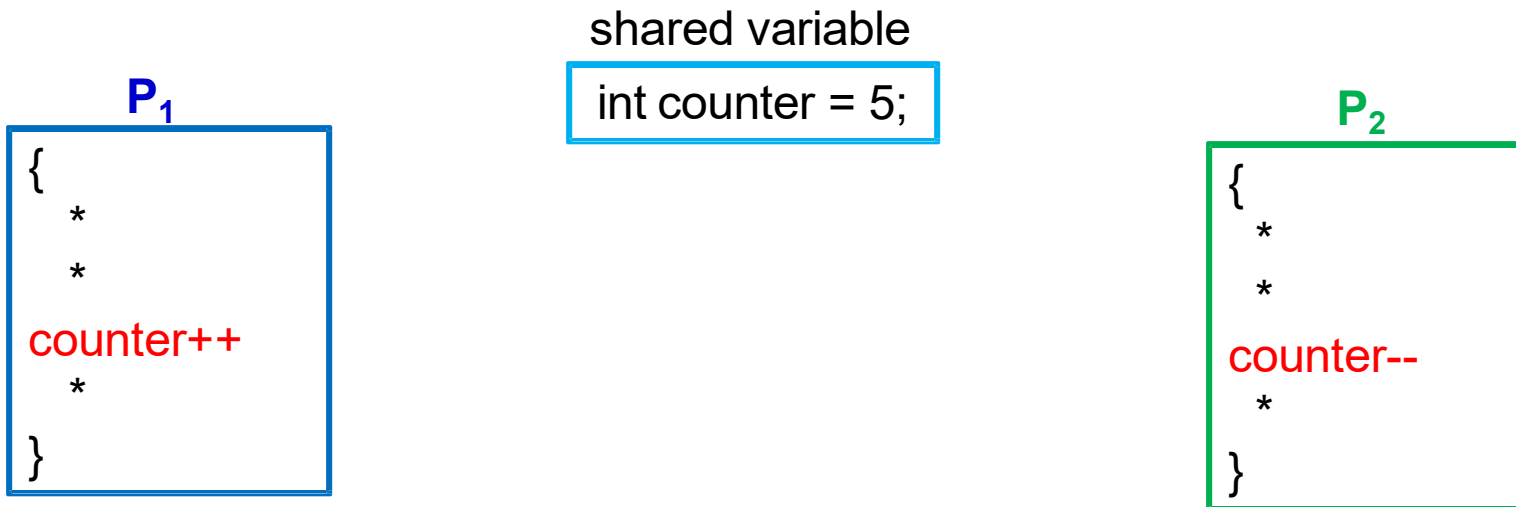 shared variable
int counter = 5;
P₁
{
*
*
counter++
*
}
P₂
{
*
*
counter--
*
}